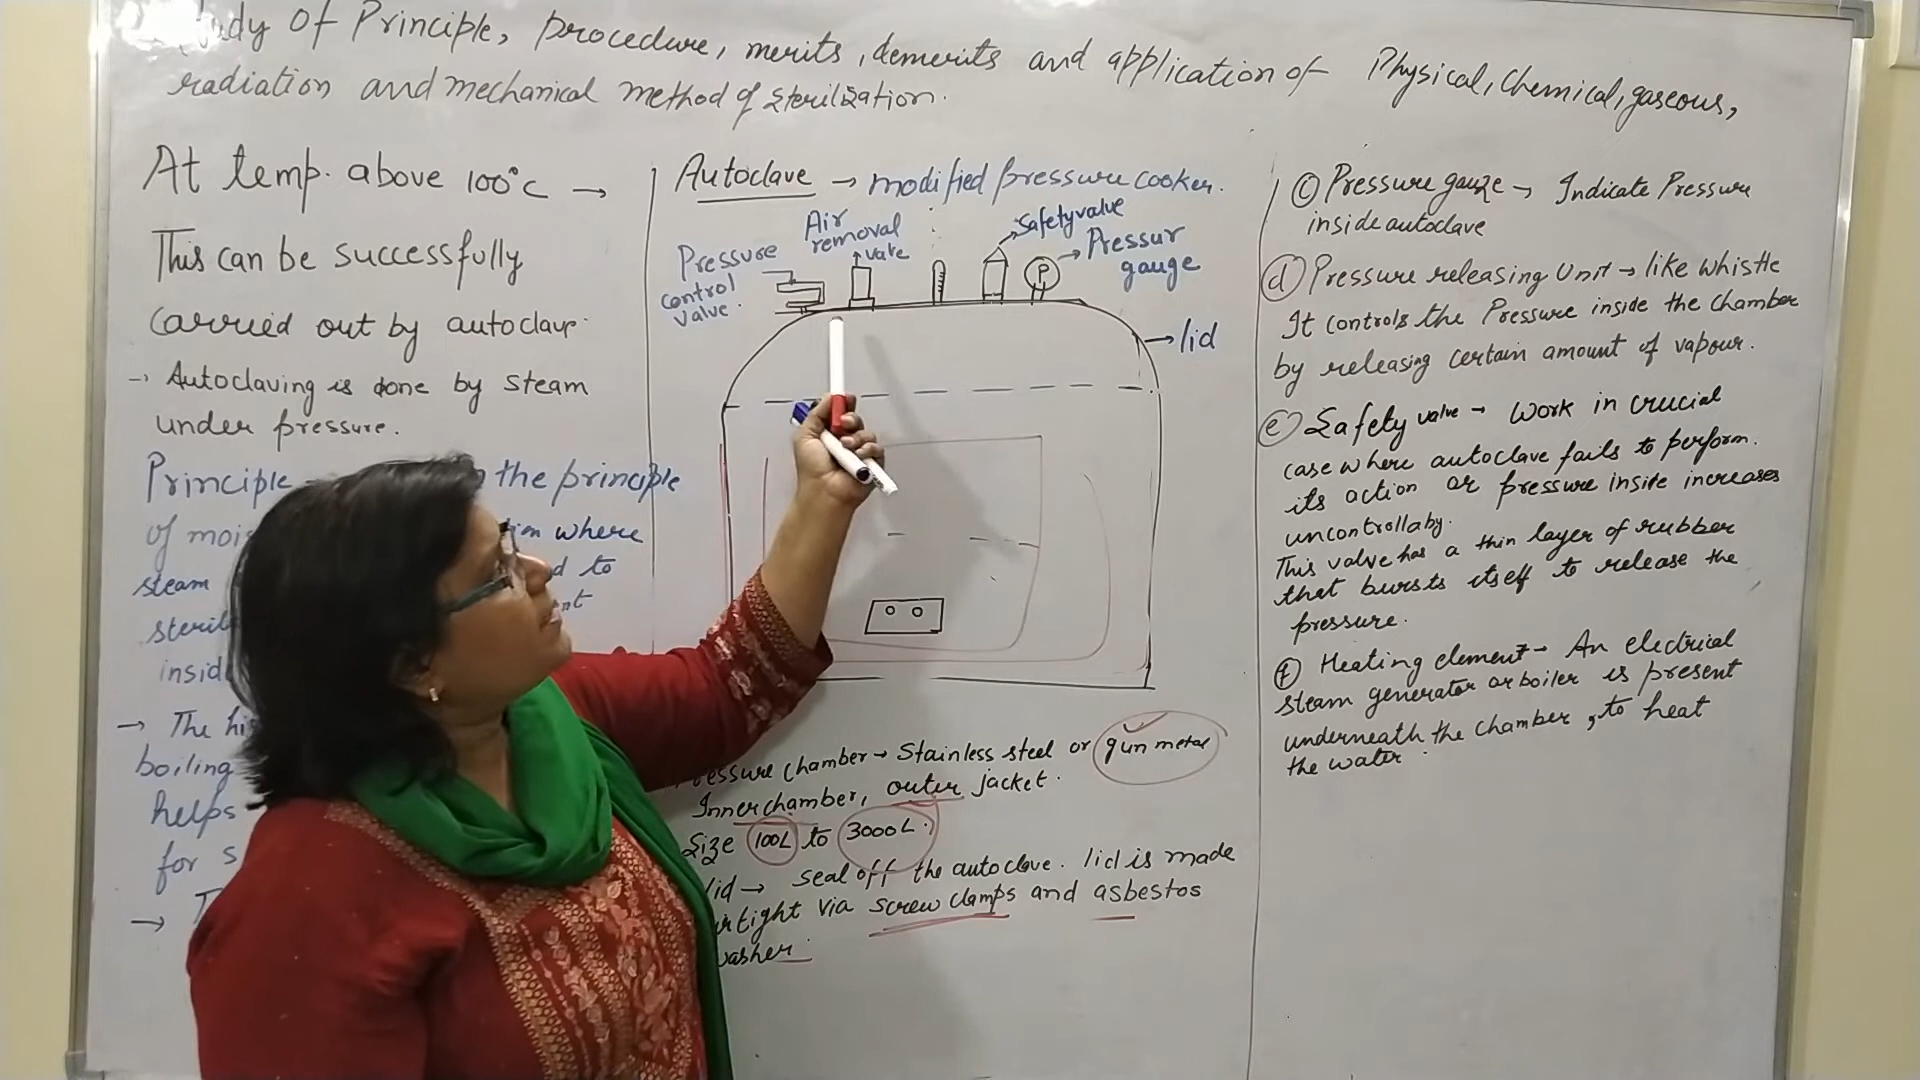 Study Of Principle, procedure, merits, demerits and application of Physical, Chemical, gaseous,
radiation and mechanical method of sterilization.
At temp. above 100°C →
This can be successfully
carried out by autoclave.
→ Autoclaving is done by steam
under pressure.
Principle the principle
of where
steam to
inside
→ The
boiling
helps
for
→
Autoclave → modified pressure cooker.
Pressure
control
valve.
Air
removal
Safety valve
Pressur
gauge
P
lid
Pressure chamber → Stainless steel or gun metal
Inner chamber, outer jacket.
Size 100L to 3000L.
lid → seal off the autoclave. lid is made
airtight via screw clamps and asbestos
washer.
(c) Pressure gauze → Indicate Pressure
inside autoclave
(d) Pressure releasing Unit → like Whistle
It controls the Pressure inside the chamber
by releasing certain amount of vapour.
(e) Safety valve → Work in crucial
case where autoclave fails to perform.
its action or pressure inside increases
uncontrollaby.
This valve has a thin layer of rubber
that bursts itself to release the
pressure.
(f) Heating element → An electrical
steam generator or boiler is present
underneath the chamber, to heat
the water.